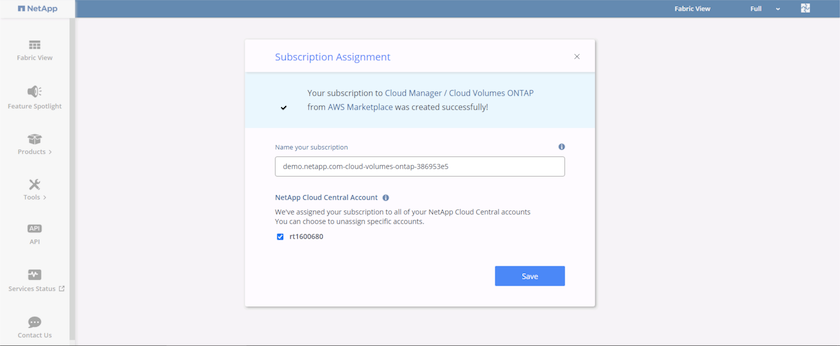 NetApp
Fabric View
Full
Fabric View
Feature Spotlight
Products
Tools
API
API
Services Status
Contact Us
Subscription Assignment
Your subscription to Cloud Manager / Cloud Volumes ONTAP
from AWS Marketplace was created successfully!
Name your subscription
demo.netapp.com-cloud-volumes-ontap-386953e5
NetApp Cloud Central Account
We've assigned your subscription to all of your NetApp Cloud Central accounts
You can choose to unassign specific accounts.
rt1600680
Save